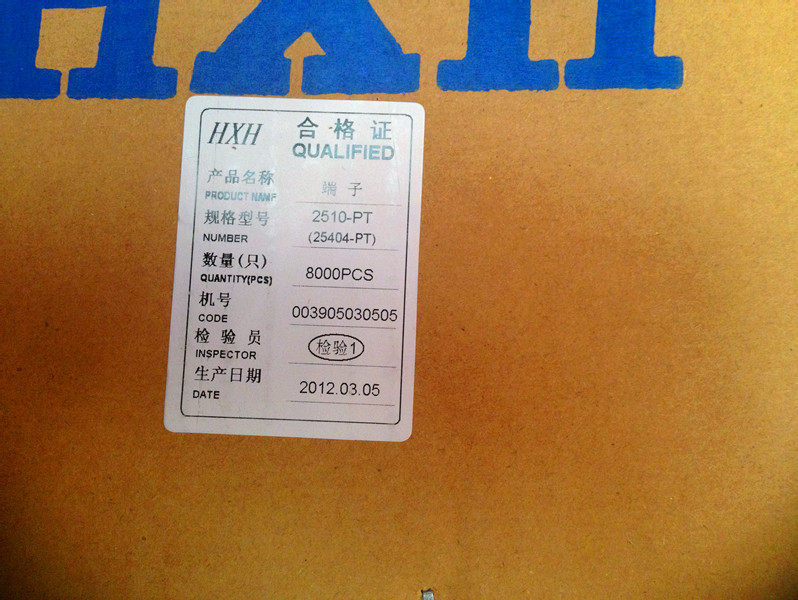 HXH
HXH 合格证
QUALIFIED
产品名称 端子
PRODUCT NAME
规格型号 2510-PT
NUMBER (25404-PT)
数量(只) 8000PCS
QUANTITY(PCS)
机号 003905030505
CODE
检验员 检验1
INSPECTOR
生产日期 2012.03.05
DATE